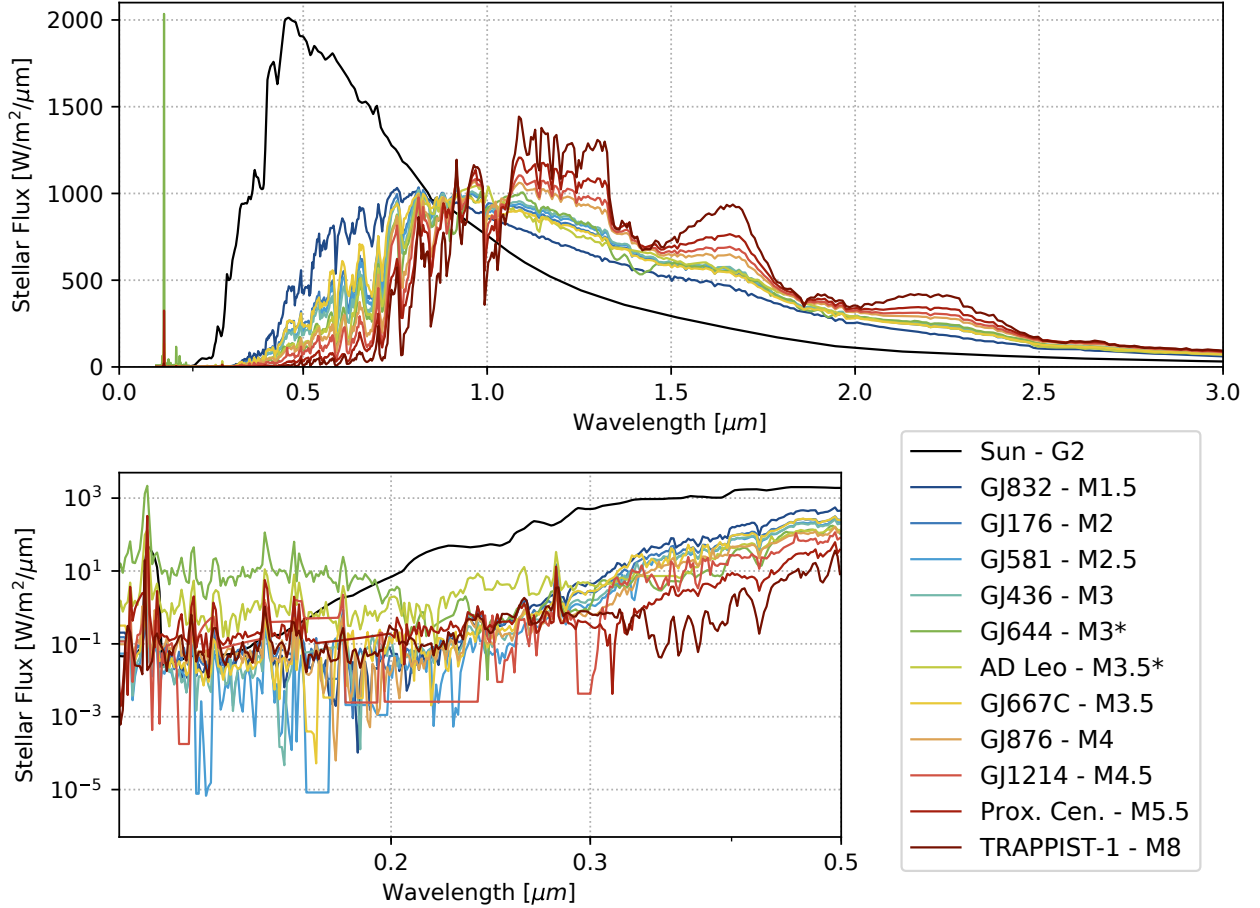 Stellar Flux [W/m²/μm]
2000
1500
1000
500
0
0.0 0.5 1.0 1.5 2.0 2.5 3.0
Wavelength [μm]
Stellar Flux [W/m²/μm]
10³
10¹
10⁻¹
10⁻³
10⁻⁵
0.2 0.3 0.5
Wavelength [μm]
Sun - G2
GJ832 - M1.5
GJ176 - M2
GJ581 - M2.5
GJ436 - M3
GJ644 - M3*
AD Leo - M3.5*
GJ667C - M3.5
GJ876 - M4
GJ1214 - M4.5
Prox. Cen. - M5.5
TRAPPIST-1 - M8